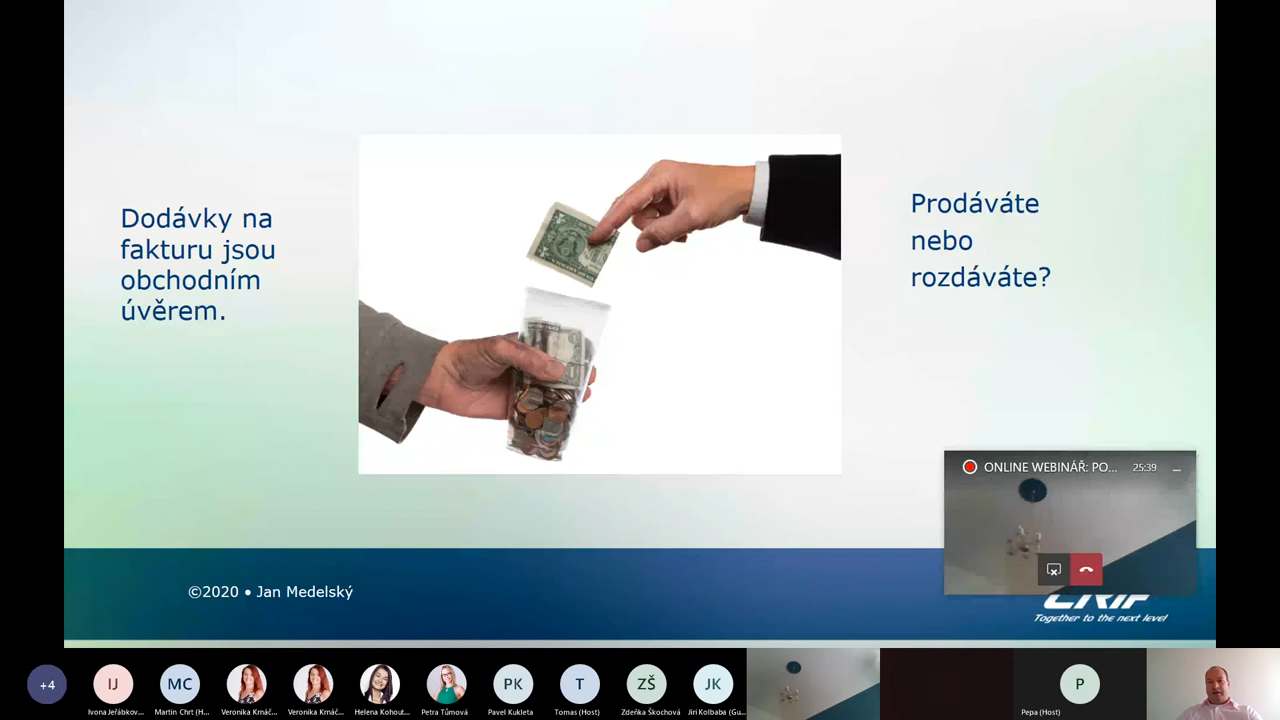 Dodávky na
fakturu jsou
obchodním
úvěrem.
Prodáváte
nebo
rozdáváte?
ONLINE WEBINÁŘ: PO... 25:39
©2020 • Jan Medelský
CRIF
Together to the next level
+4
IJ
MC
PK
T
ZŠ
JK
P
Ivona Jeřábkov...
Martin Chrt (H...
Veronika Krnáč...
Veronika Krnáč...
Helena Kohout...
Petra Tůmová
Pavel Kukleta
Tomas (Host)
Zdeňka Škochová
Jiri Kolbaba (Gu...
Pepa (Host)